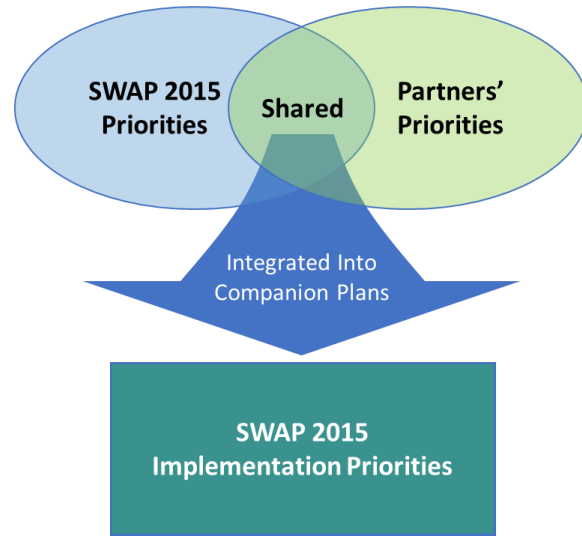 SWAP 2015
Priorities
Shared
Partners’
Priorities
Integrated Into
Companion Plans
SWAP 2015
Implementation Priorities